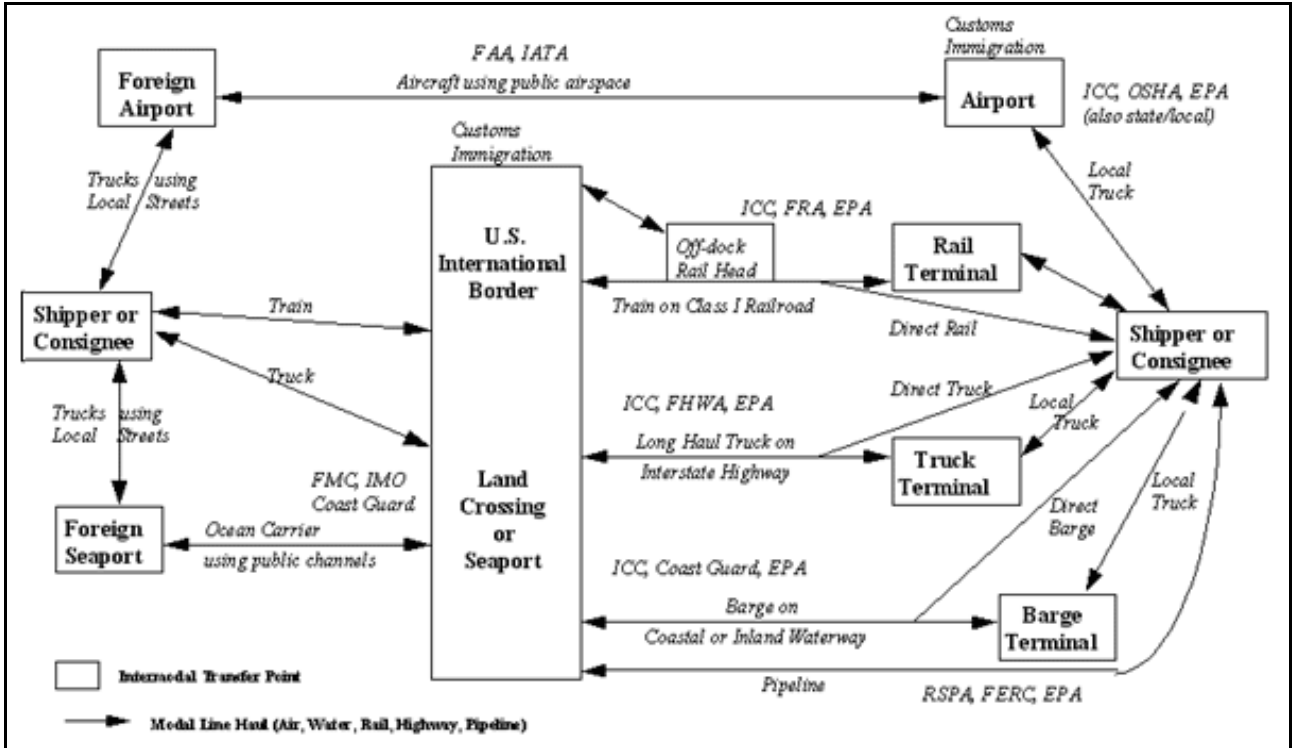 Customs
Immigration
FAA, IATA
Foreign
Airport
Aircraft using public airspace
Airport
ICC, OSHA, EPA
(also state/local)
Customs
Immigration
Trucks using
Local Streets
Local
Truck
ICC, FRA, EPA
U.S.
International
Border
Off-dock
Rail Head
Rail
Terminal
Train
Train on Class I Railroad
Shipper or
Consignee
Direct Rail
Shipper or
Consignee
Truck
Direct Truck
Trucks using
Local Streets
ICC, FHWA, EPA
Local
Truck
Long Haul Truck on
Interstate Highway
Truck
Terminal
FMC, IMO
Coast Guard
Land
Crossing
or
Seaport
Local
Truck
Direct
Barge
Foreign
Seaport
Ocean Carrier
using public channels
ICC, Coast Guard, EPA
Barge on
Coastal or Inland Waterway
Barge
Terminal
Pipeline
RSPA, FERC, EPA
Intermodal Transfer Point
Modal Line Haul (Air, Water, Rail, Highway, Pipeline)